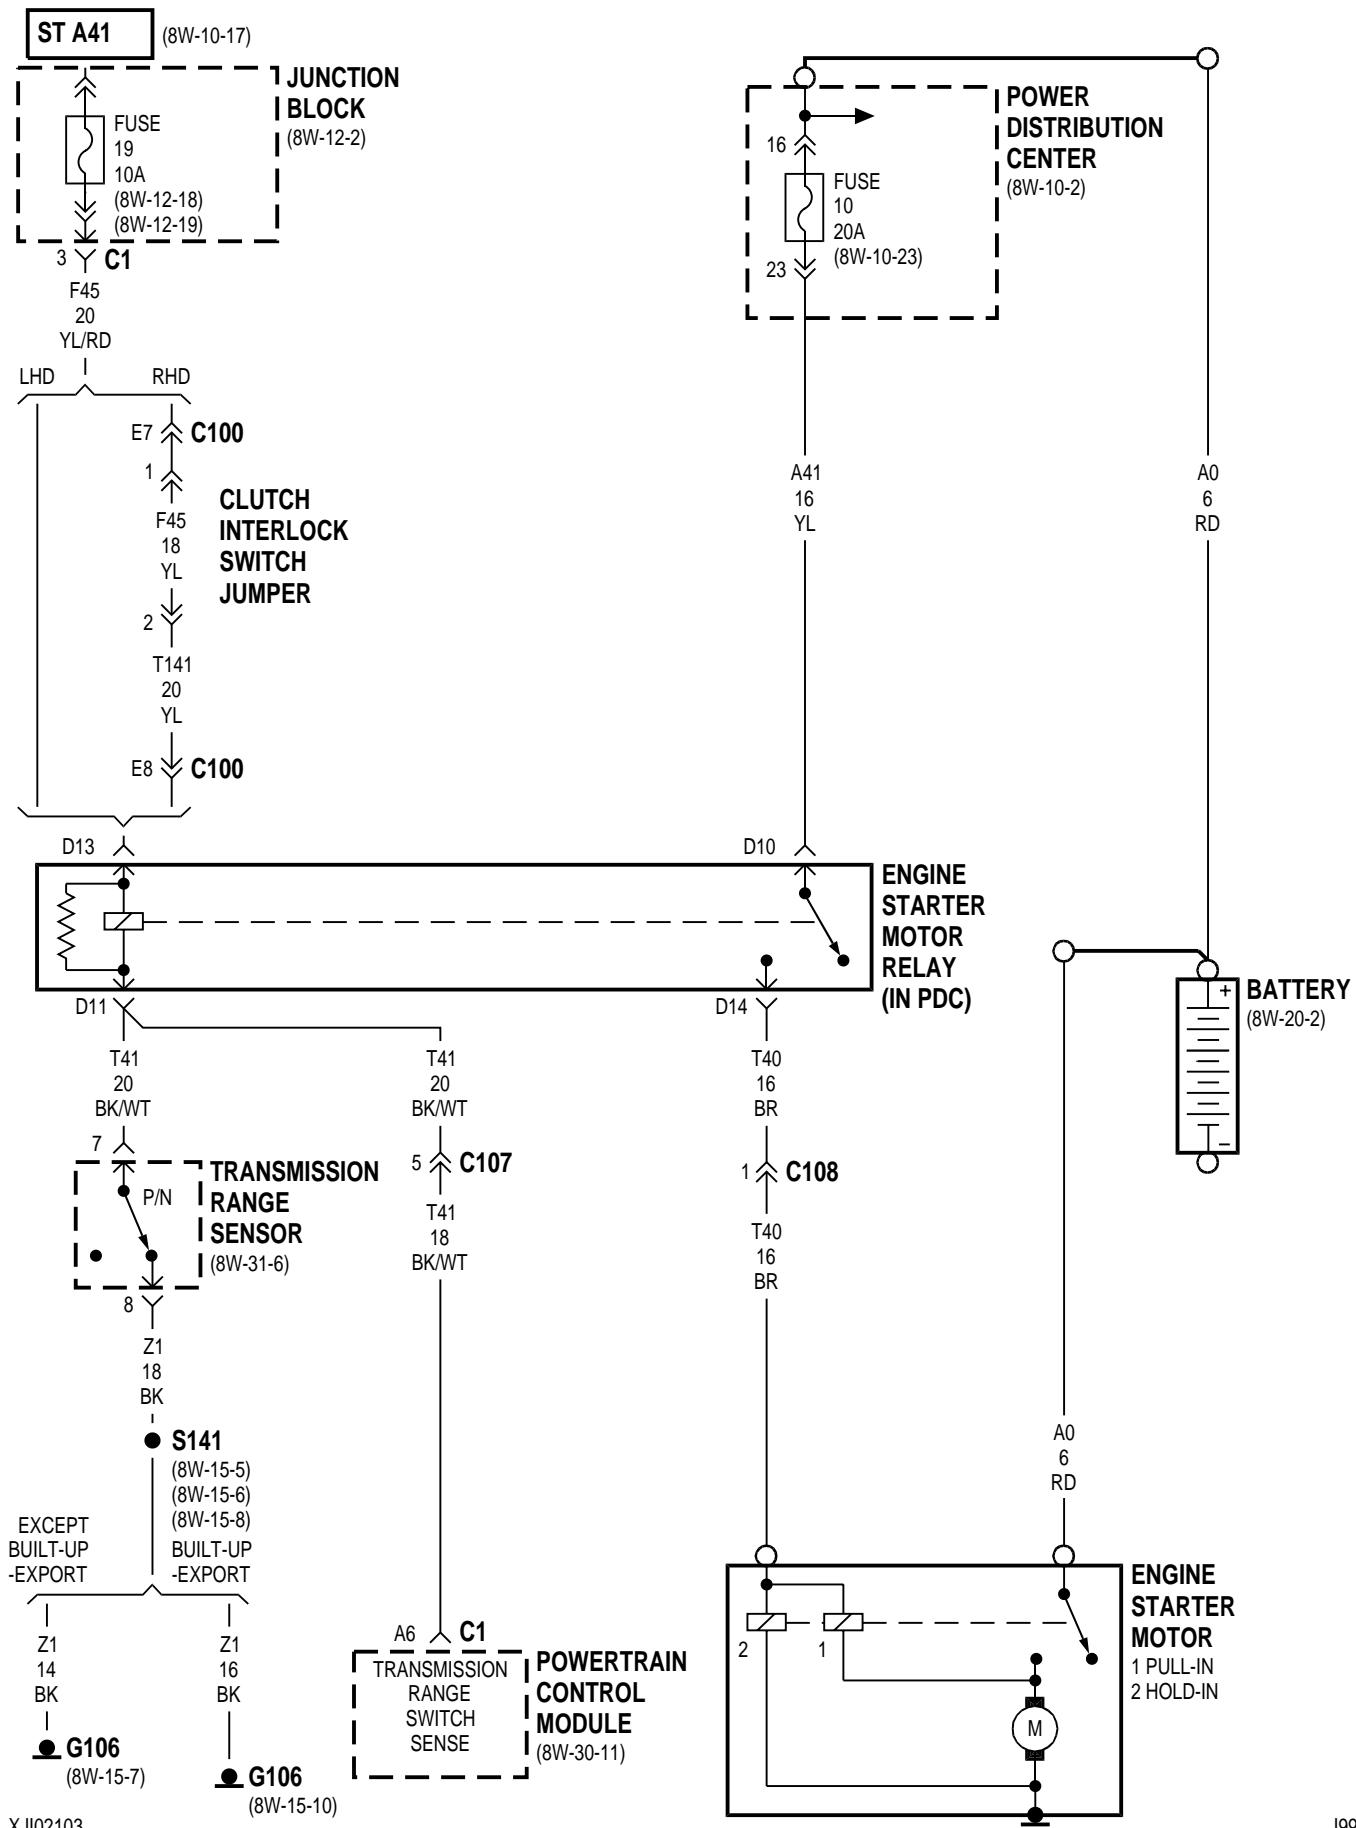 ST A41
(8W-10-17)
JUNCTION
BLOCK
(8W-12-2)
FUSE
19
10A
(8W-12-18)
(8W-12-19)
3
C1
F45
20
YL/RD
LHD
RHD
E7
C100
1
F45
18
YL
CLUTCH
INTERLOCK
SWITCH
JUMPER
2
T141
20
YL
E8
C100
POWER
DISTRIBUTION
CENTER
(8W-10-2)
16
FUSE
10
20A
(8W-10-23)
23
A41
16
YL
A0
6
RD
D13
D10
ENGINE
STARTER
MOTOR
RELAY
(IN PDC)
D11
D14
+
BATTERY
(8W-20-2)
–
T41
20
BK/WT
T41
20
BK/WT
T40
16
BR
7
TRANSMISSION
RANGE
SENSOR
(8W-31-6)
P/N
8
5
C107
T41
18
BK/WT
1
C108
T40
16
BR
Z1
18
BK
S141
(8W-15-5)
(8W-15-6)
(8W-15-8)
EXCEPT
BUILT-UP
-EXPORT
BUILT-UP
-EXPORT
Z1
14
BK
Z1
16
BK
G106
(8W-15-7)
G106
(8W-15-10)
A6
C1
TRANSMISSION
RANGE
SWITCH
SENSE
POWERTRAIN
CONTROL
MODULE
(8W-30-11)
A0
6
RD
ENGINE
STARTER
MOTOR
1 PULL-IN
2 HOLD-IN
2
1
M